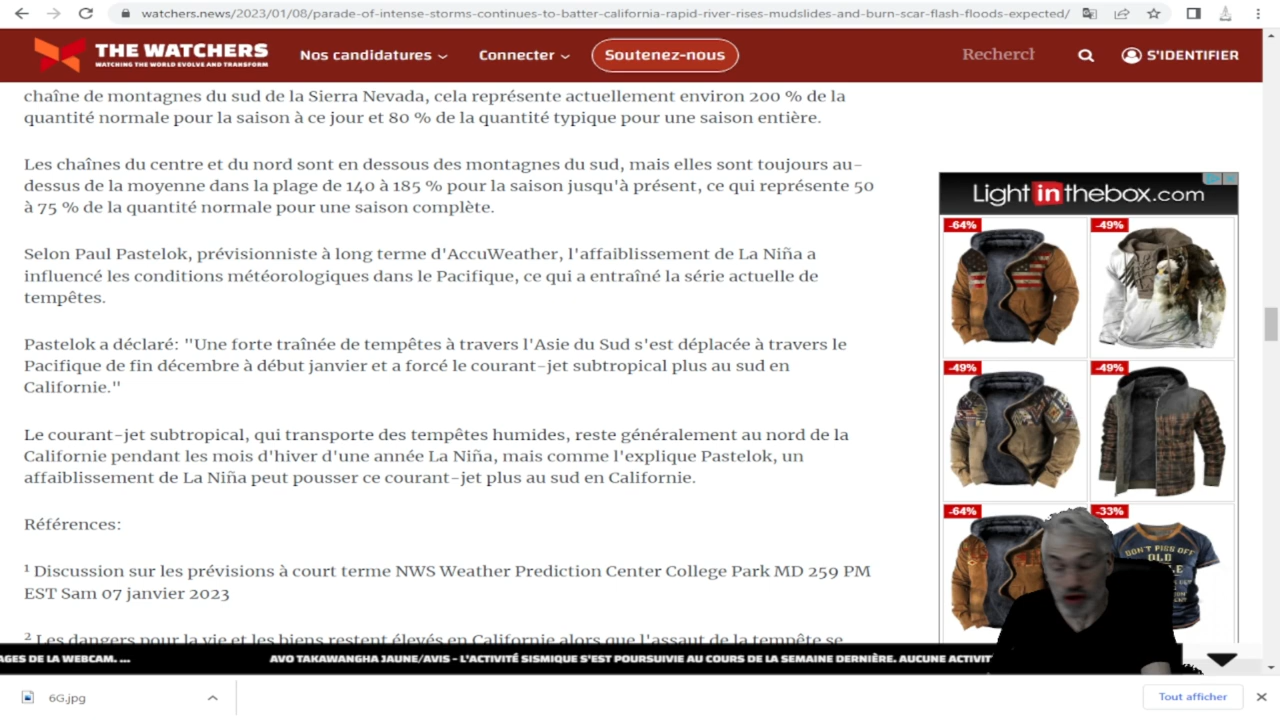 watchers.news/2023/01/08/parade-of-intense-storms-continues-to-batter-california-rapid-river-rises-mudslides-and-burn-scar-flash-floods-expected/
THE WATCHERS
WATCHING THE WORLD EVOLVE AND TRANSFORM
Nos candidatures
Connecter
Soutenez-nous
Recherch
S'IDENTIFIER
chaîne de montagnes du sud de la Sierra Nevada, cela représente actuellement environ 200 % de la
quantité normale pour la saison à ce jour et 80 % de la quantité typique pour une saison entière.
Les chaînes du centre et du nord sont en dessous des montagnes du sud, mais elles sont toujours au-
dessus de la moyenne dans la plage de 140 à 185 % pour la saison jusqu'à présent, ce qui représente 50
à 75 % de la quantité normale pour une saison complète.
Selon Paul Pastelok, prévisionniste à long terme d'AccuWeather, l'affaiblissement de La Niña a
influencé les conditions météorologiques dans le Pacifique, ce qui a entraîné la série actuelle de
tempêtes.
Pastelok a déclaré: "Une forte traînée de tempêtes à travers l'Asie du Sud s'est déplacée à travers le
Pacifique de fin décembre à début janvier et a forcé le courant-jet subtropical plus au sud en
Californie."
Le courant-jet subtropical, qui transporte des tempêtes humides, reste généralement au nord de la
Californie pendant les mois d'hiver d'une année La Niña, mais comme l'explique Pastelok, un
affaiblissement de La Niña peut pousser ce courant-jet plus au sud en Californie.
Références:
¹ Discussion sur les prévisions à court terme NWS Weather Prediction Center College Park MD 259 PM
EST Sam 07 janvier 2023
² Les dangers pour la vie et les biens restent élevés en Californie alors que l'assaut de la tempête se
Light in the box.com
-64%
-49%
-49%
-49%
-64%
-33%
DON'T PISS OFF
OLD
AGES DE LA WEBCAM. ...
AVO TAKAWANGHA JAUNE/AVIS - L'ACTIVITÉ SISMIQUE S'EST POURSUIVIE AU COURS DE LA SEMAINE DERNIÈRE. AUCUNE ACTIVIT
6G.jpg
Tout afficher